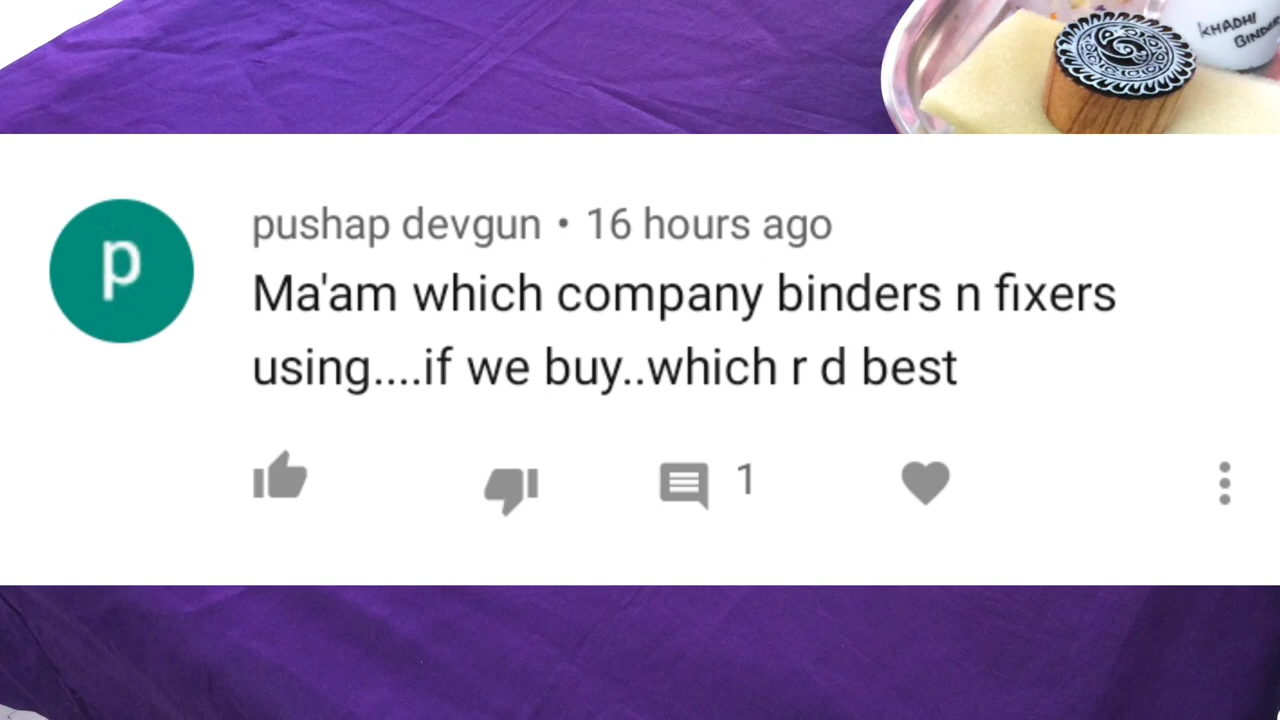 KHADHI
BINDER
pushap devgun • 16 hours ago
Ma'am which company binders n fixers
using....if we buy..which r d best
1